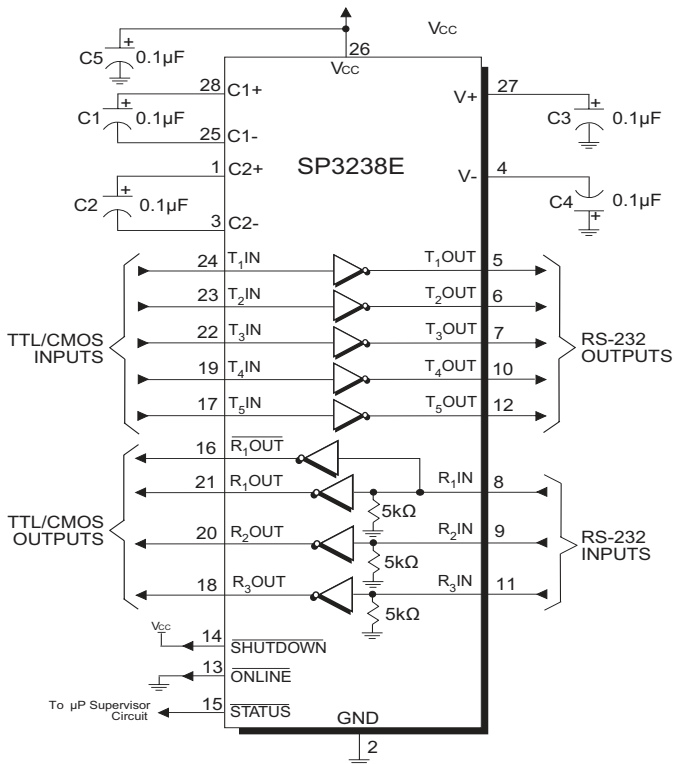 VCC
26
VCC
C5 + 0.1µF
28 C1+
C1 + 0.1µF
25 C1-
1 C2+
C2 + 0.1µF
3 C2-
SP3238E
V+ 27
C3 + 0.1µF
V- 4
C4 + 0.1µF
24 T1IN T1OUT 5
23 T2IN T2OUT 6
22 T3IN T3OUT 7
19 T4IN T4OUT 10
17 T5IN T5OUT 12
TTL/CMOS
INPUTS
RS-232
OUTPUTS
16 R1OUT
21 R1OUT R1IN 8
5kΩ
20 R2OUT R2IN 9
5kΩ
18 R3OUT R3IN 11
5kΩ
TTL/CMOS
OUTPUTS
RS-232
INPUTS
VCC
14 SHUTDOWN
13 ONLINE
To µP Supervisor
Circuit
15 STATUS
GND
2